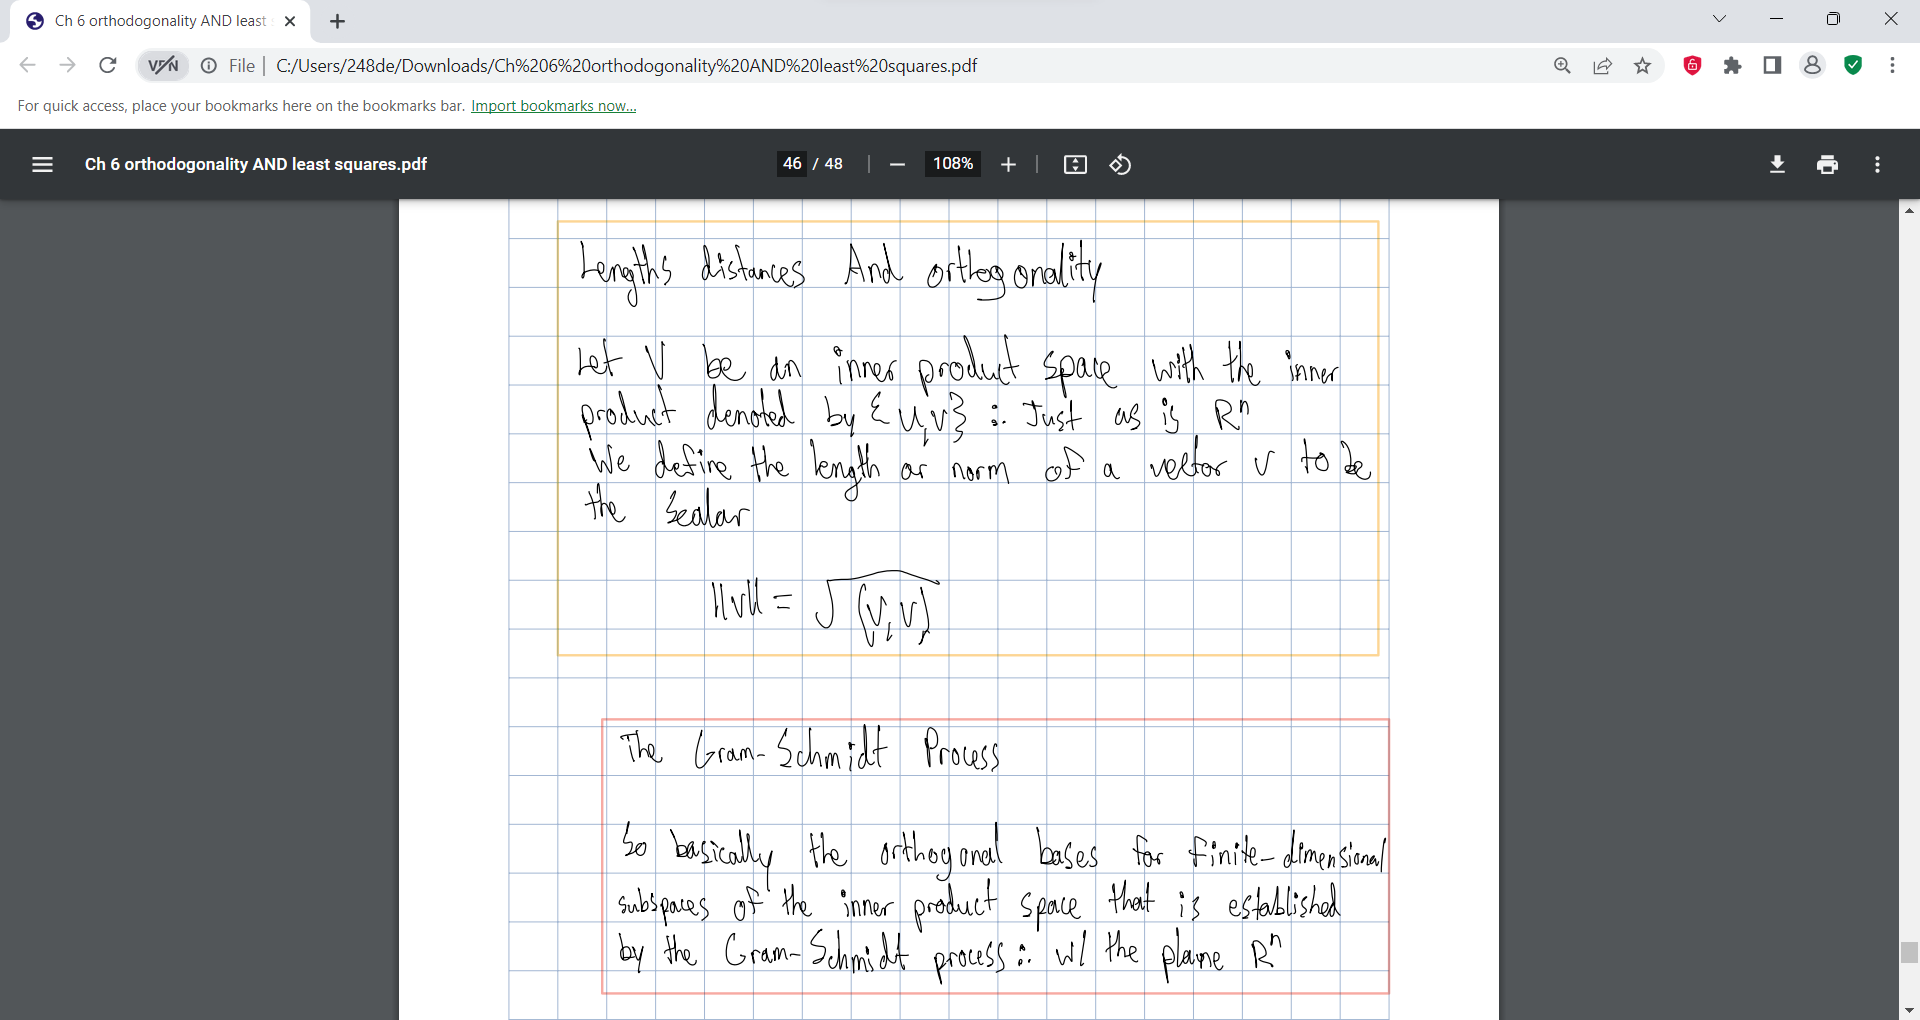 Ch 6 orthodogonality AND least
VPN File C:/Users/248de/Downloads/Ch%206%20orthodogonality%20AND%20least%20squares.pdf
For quick access, place your bookmarks here on the bookmarks bar. Import bookmarks now...
Ch 6 orthodogonality AND least squares.pdf 46 / 48 108%
Lengths distances And orthogonality
Let V be an inner product space with the inner
product denoted by {u,v} ∴ Just as is Rⁿ
We define the length or norm of a vector v to be
the scalar
||v|| = √(v,v)
The Gram-Schmidt Process
So basically the orthogonal bases for finite-dimensional
subspaces of the inner product space that is established
by the Gram-Schmidt process ∴ w/ the plane Rⁿ